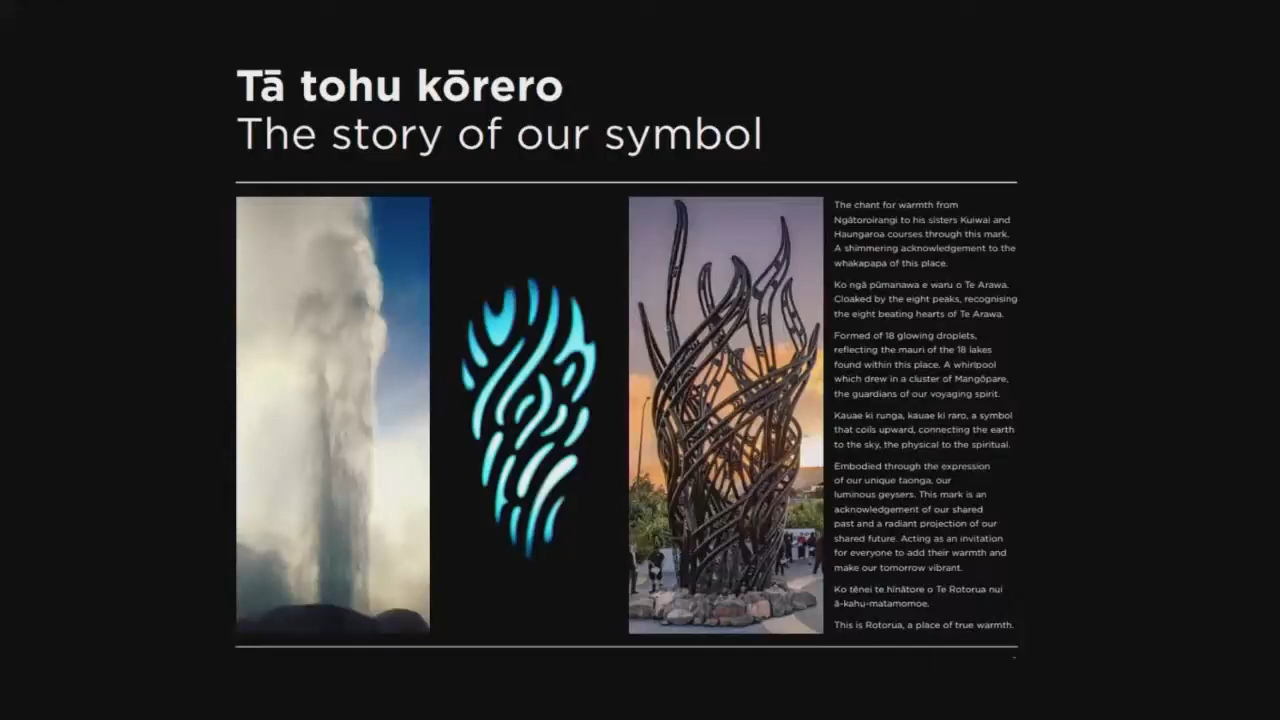 Tā tohu kōrero
The story of our symbol
The chant for warmth from
Ngātoroirangi to his sisters Kuiwai and
Haungaroa courses through this mark.
A shimmering acknowledgement to the
whakapapa of this place.
Ko ngā pūmanawa e waru o Te Arawa.
Cloaked by the eight peaks, recognising
the eight beating hearts of Te Arawa.
Formed of 18 glowing droplets,
reflecting the mauri of the 18 lakes
found within this place. A whirlpool
which drew in a cluster of Mangōpare,
the guardians of our voyaging spirit.
Kauae ki runga, kauae ki raro, a symbol
that coils upward, connecting the earth
to the sky, the physical to the spiritual.
Embodied through the expression
of our unique taonga, our
luminous geysers. This mark is an
acknowledgement of our shared
past and a radiant projection of our
shared future. Acting as an invitation
for everyone to add their warmth and
make our tomorrow vibrant.
Ko tēnei te hīnātore o Te Rotorua nui
ā-kahu-matamomoe.
This is Rotorua, a place of true warmth.